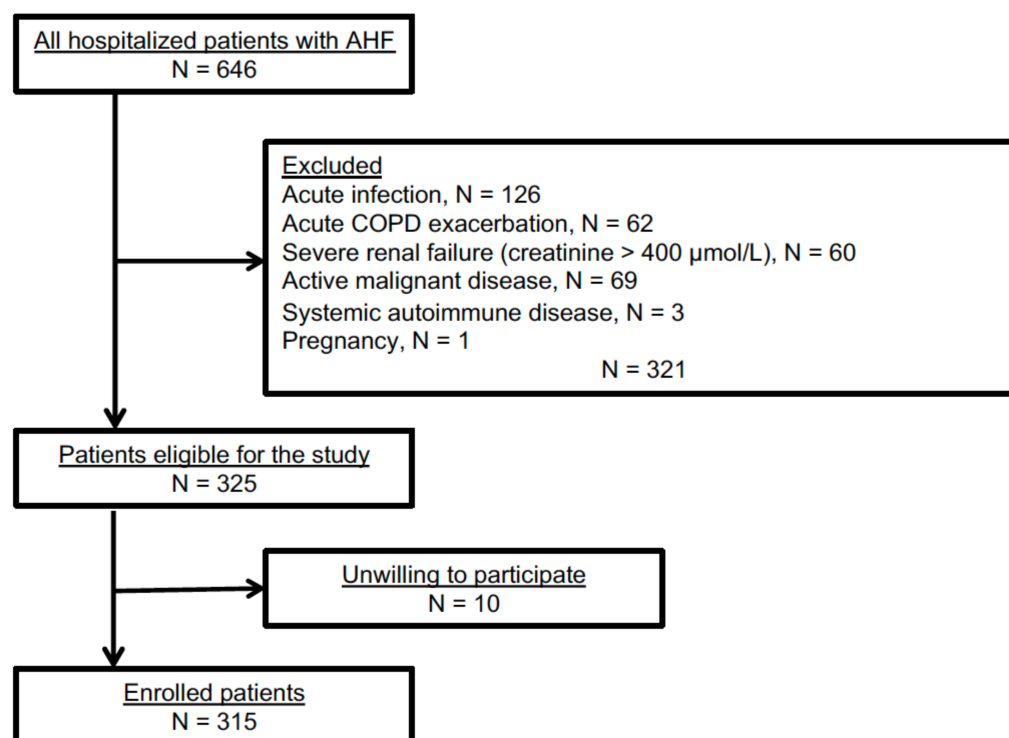 All hospitalized patients with AHF
N = 646
Excluded
Acute infection, N = 126
Acute COPD exacerbation, N = 62
Severe renal failure (creatinine > 400 μmol/L), N = 60
Active malignant disease, N = 69
Systemic autoimmune disease, N = 3
Pregnancy, N = 1
N = 321
Patients eligible for the study
N = 325
Unwilling to participate
N = 10
Enrolled patients
N = 315